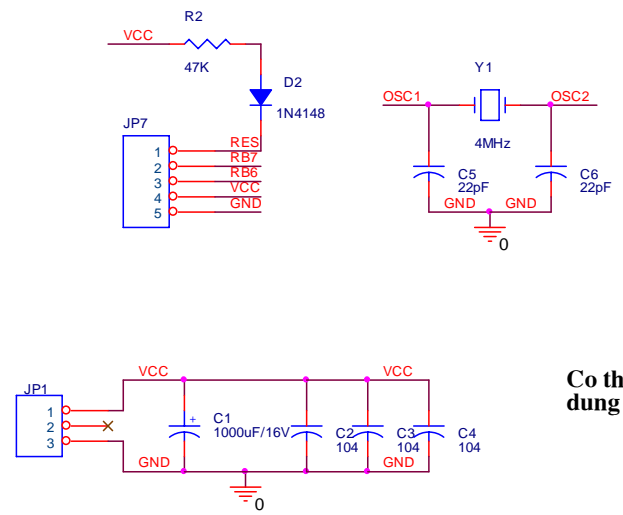 R2
VCC
47K
D2
1N4148
JP7
1 RES
2 RB7
3 RB6
4 VCC
5 GND
Y1
OSC1 OSC2
4MHz
C5
22pF
C6
22pF
GND GND
0
JP1
1
2
3
VCC VCC
+
C1
1000uF/16V
C2
104
C3
104
C4
104
GND GND
0
Co th
dung